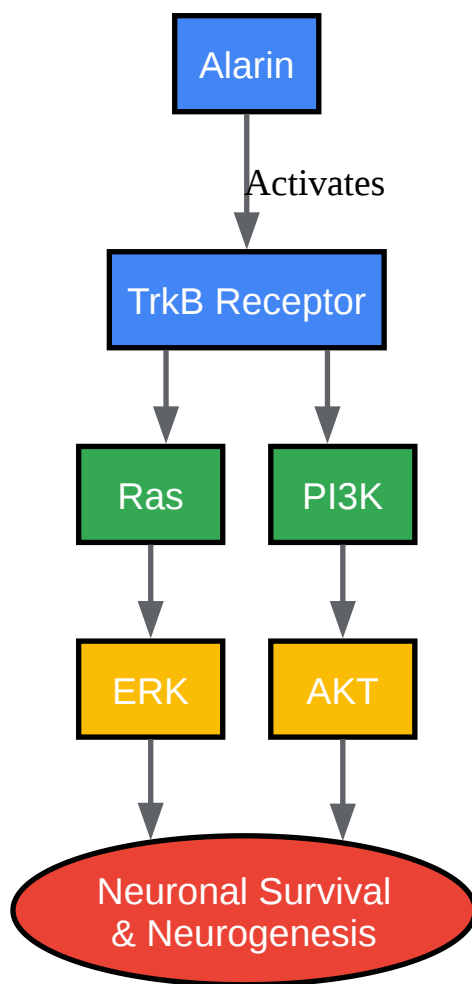 Alarin
Activates
TrkB Receptor
Ras
PI3K
ERK
AKT
Neuronal Survival
& Neurogenesis